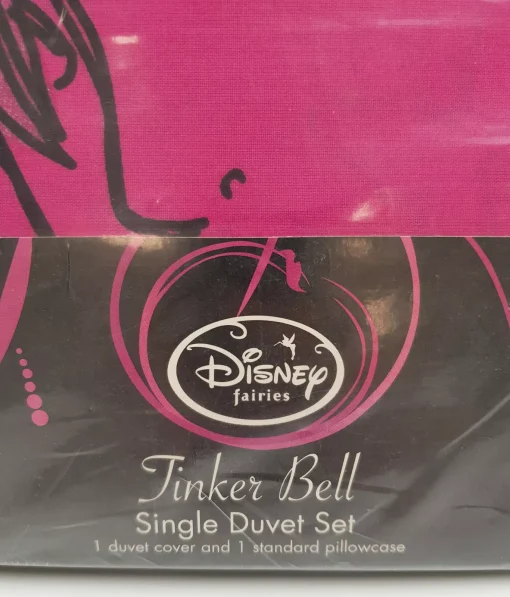 Disney
fairies
Tinker Bell
Single Duvet Set
1 duvet cover and 1 standard pillowcase